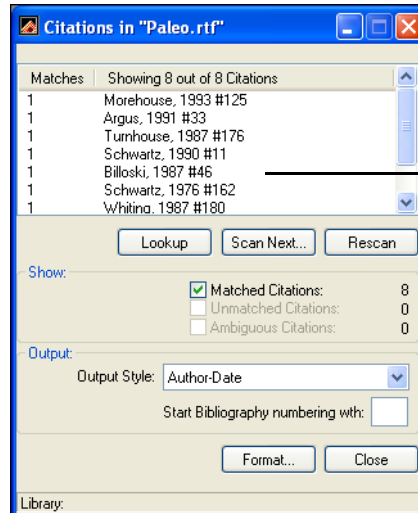 Citations in "Paleo.rtf"
Matches Showing 8 out of 8 Citations
1 Morehouse, 1993 #125
1 Argus, 1991 #33
1 Turnhouse, 1987 #176
1 Schwartz, 1990 #11
1 Billoski, 1987 #46
1 Schwartz, 1976 #162
1 Whiting, 1987 #180
Lookup Scan Next... Rescan
Show:
Matched Citations: 8
Unmatched Citations: 0
Ambiguous Citations: 0
Output:
Output Style: Author-Date
Start Bibliography numbering wth:
Format... Close
Library: